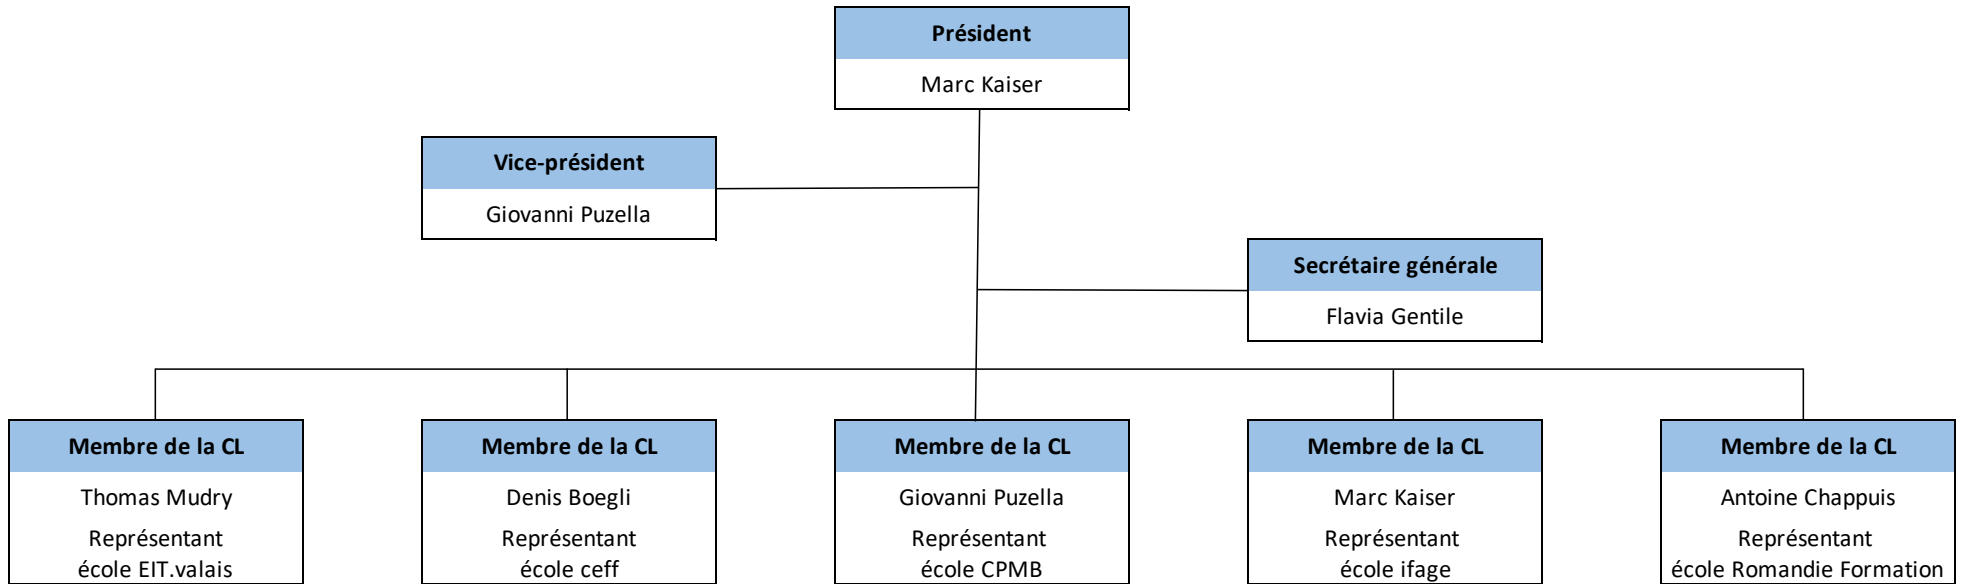 Président
Marc Kaiser
Vice-président
Giovanni Puzella
Secrétaire générale
Flavia Gentile
Membre de la CL
Thomas Mudry
Représentant
école EIT.valais
Membre de la CL
Denis Boegli
Représentant
école ceff
Membre de la CL
Giovanni Puzella
Représentant
école CPMB
Membre de la CL
Marc Kaiser
Représentant
école ifage
Membre de la CL
Antoine Chappuis
Représentant
école Romandie Formation